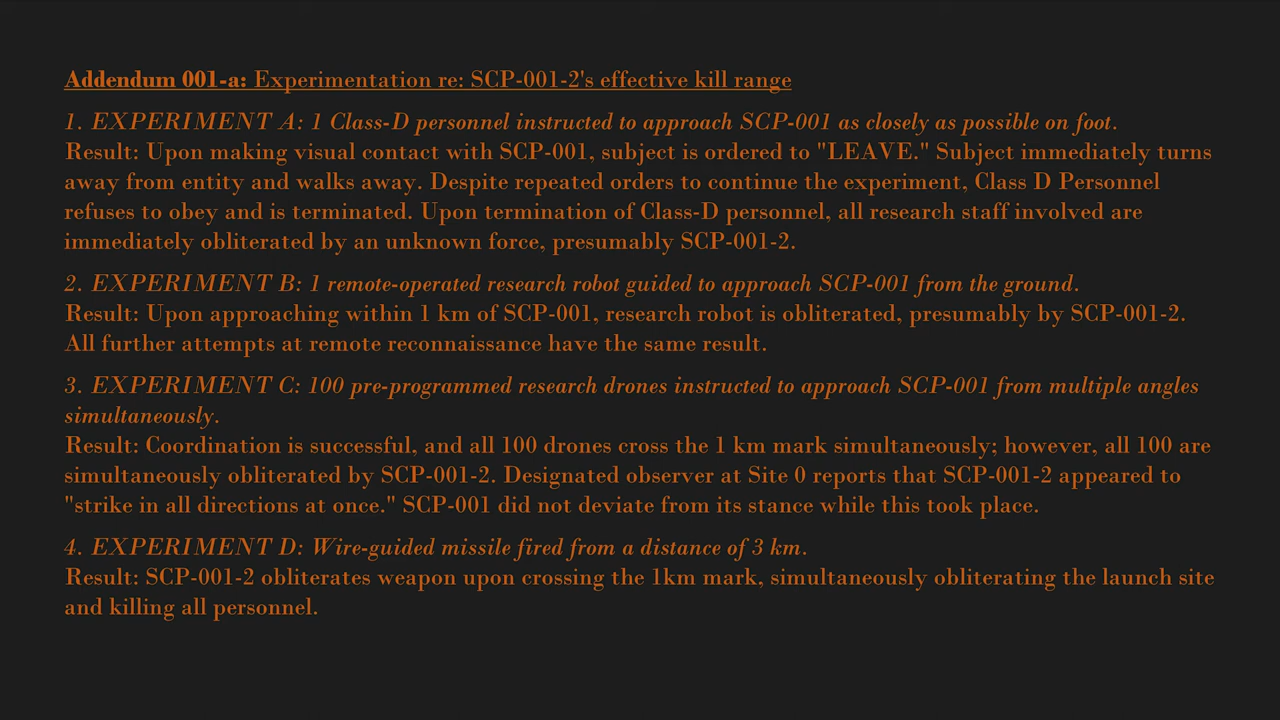 Addendum 001-a: Experimentation re: SCP-001-2's effective kill range
1. EXPERIMENT A: 1 Class-D personnel instructed to approach SCP-001 as closely as possible on foot.
Result: Upon making visual contact with SCP-001, subject is ordered to "LEAVE." Subject immediately turns
away from entity and walks away. Despite repeated orders to continue the experiment, Class D Personnel
refuses to obey and is terminated. Upon termination of Class-D personnel, all research staff involved are
immediately obliterated by an unknown force, presumably SCP-001-2.
2. EXPERIMENT B: 1 remote-operated research robot guided to approach SCP-001 from the ground.
Result: Upon approaching within 1 km of SCP-001, research robot is obliterated, presumably by SCP-001-2.
All further attempts at remote reconnaissance have the same result.
3. EXPERIMENT C: 100 pre-programmed research drones instructed to approach SCP-001 from multiple angles
simultaneously.
Result: Coordination is successful, and all 100 drones cross the 1 km mark simultaneously; however, all 100 are
simultaneously obliterated by SCP-001-2. Designated observer at Site 0 reports that SCP-001-2 appeared to
"strike in all directions at once." SCP-001 did not deviate from its stance while this took place.
4. EXPERIMENT D: Wire-guided missile fired from a distance of 3 km.
Result: SCP-001-2 obliterates weapon upon crossing the 1km mark, simultaneously obliterating the launch site
and killing all personnel.